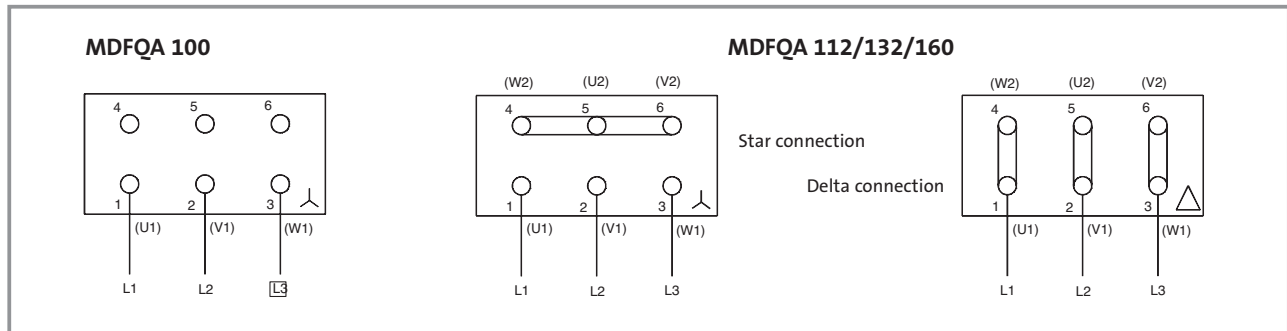 MDFQA 100
MDFQA 112/132/160
4 5 6
1 2 3
(U1) (V1) (W1)
L1 L2 L3
(W2) (U2) (V2)
4 5 6
1 2 3
(U1) (V1) (W1)
L1 L2 L3
Star connection
Delta connection
(W2) (U2) (V2)
4 5 6
1 2 3
(U1) (V1) (W1)
L1 L2 L3